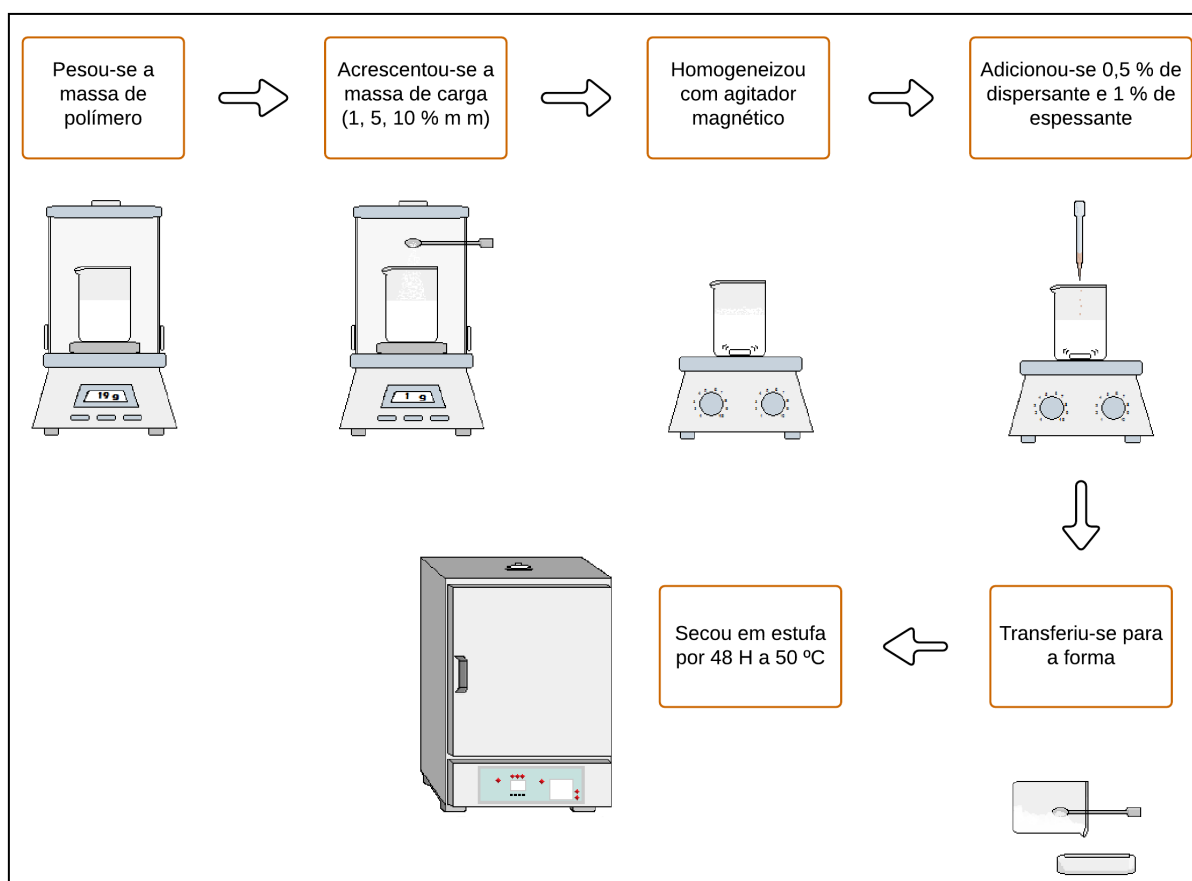 Pesou-se a
massa de
polímero
Acrescentou-se a
massa de carga
(1, 5, 10 % m m)
Homogeneizou
com agitador
magnético
Adicionou-se 0,5 % de
dispersante e 1 % de
espessante
19 g
1 g
Transferiu-se para
a forma
Secou em estufa
por 48 H a 50 ºC